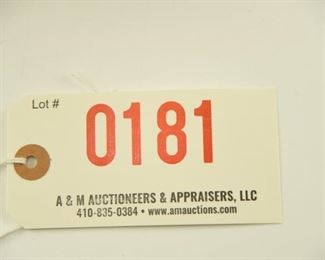 Lot #
0181
A & M AUCTIONEERS & APPRAISERS, LLC
410-835-0384 • www.amauctions.com